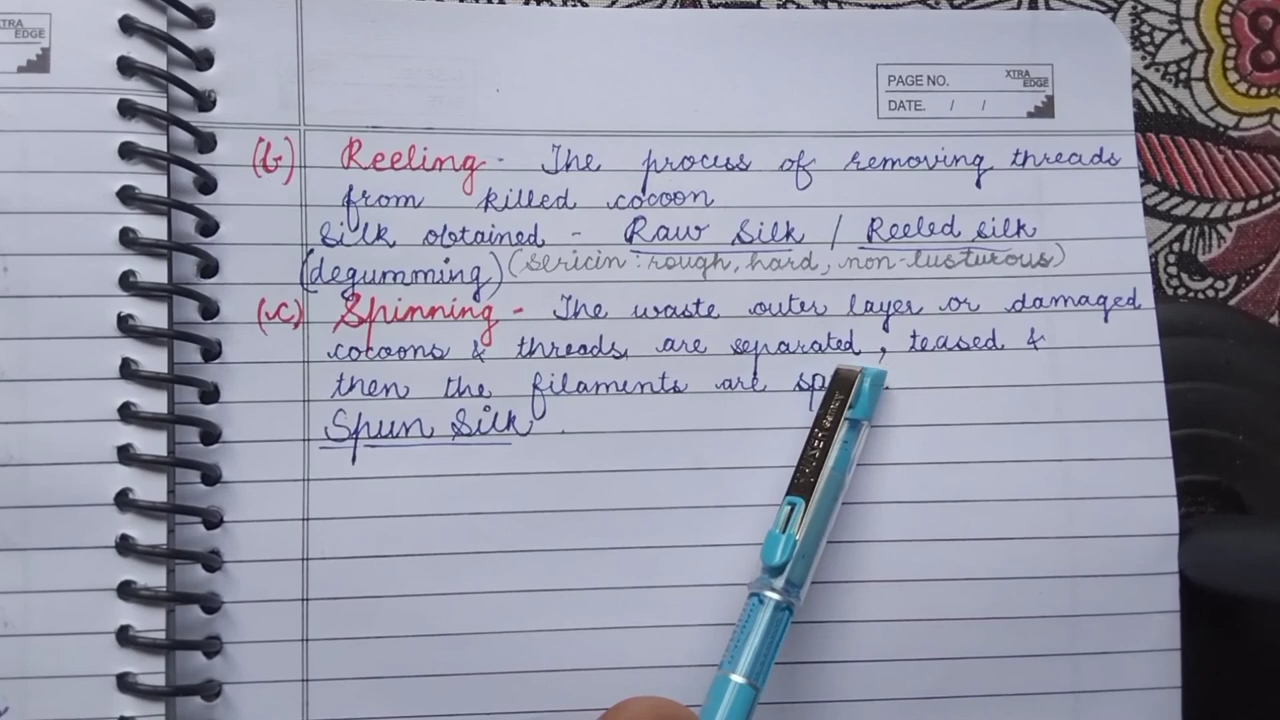 XTRA
EDGE
PAGE NO.
XTRA
EDGE
DATE. / /
(b) Reeling - The process of removing threads
from killed cocoon
Silk obtained - Raw Silk / Reeled silk
(degumming) (sericin : rough, hard, non-lusturous)
(c) Spinning - The waste outer layer or damaged
cocoons & threads are separated, teased &
then the filaments are
Spun Silk